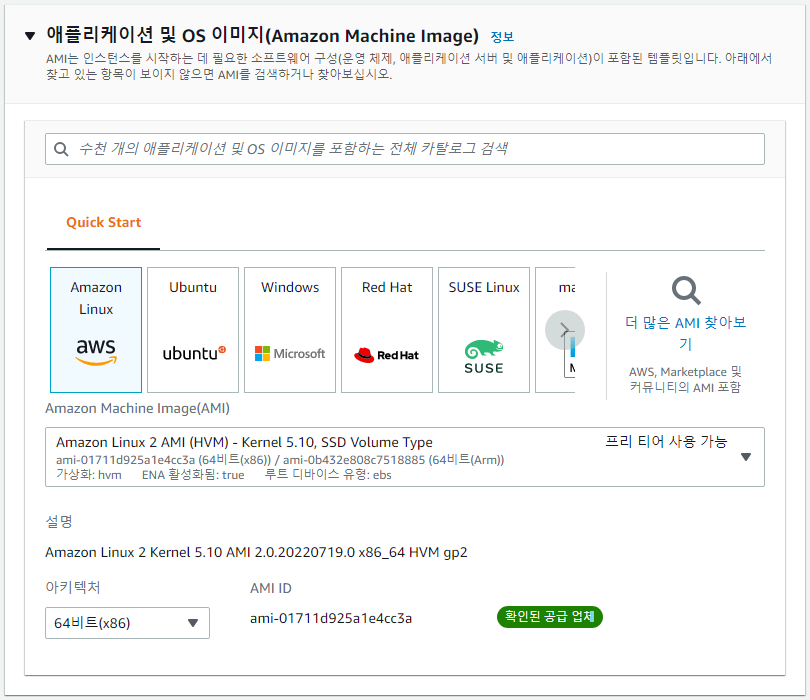 애플리케이션 및 OS 이미지(Amazon Machine Image) 정보
AMI는 인스턴스를 시작하는 데 필요한 소프트웨어 구성(운영 체제, 애플리케이션 서버 및 애플리케이션)이 포함된 템플릿입니다. 아래에서
찾고 있는 항목이 보이지 않으면 AMI를 검색하거나 찾아보십시오.
수천 개의 애플리케이션 및 OS 이미지를 포함하는 전체 카탈로그 검색
Quick Start
Amazon
Linux
aws
Ubuntu
ubuntu
Windows
Microsoft
Red Hat
Red Hat
SUSE Linux
SUSE
ma
더 많은 AMI 찾아보
기
AWS, Marketplace 및
커뮤니티의 AMI 포함
Amazon Machine Image(AMI)
Amazon Linux 2 AMI (HVM) - Kernel 5.10, SSD Volume Type 프리 티어 사용 가능
ami-01711d925a1e4cc3a (64비트(x86)) / ami-0b432e808c7518885 (64비트(Arm))
가상화: hvm ENA 활성화됨: true 루트 디바이스 유형: ebs
설명
Amazon Linux 2 Kernel 5.10 AMI 2.0.20220719.0 x86_64 HVM gp2
아키텍처 AMI ID
64비트(x86) ami-01711d925a1e4cc3a 확인된 공급 업체